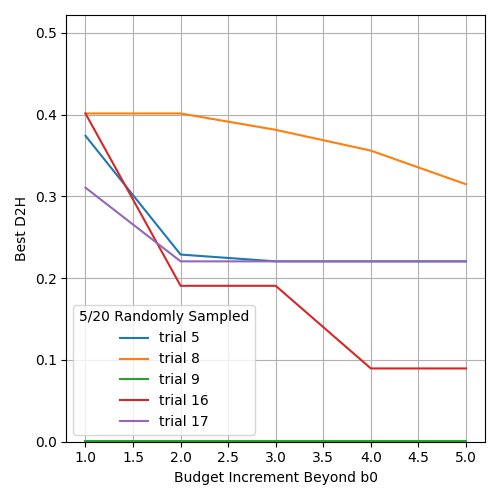 0.5
0.4
0.3
0.2
0.1
0.0
Best D2H
5/20 Randomly Sampled
trial 5
trial 8
trial 9
trial 16
trial 17
1.0 1.5 2.0 2.5 3.0 3.5 4.0 4.5 5.0
Budget Increment Beyond b0